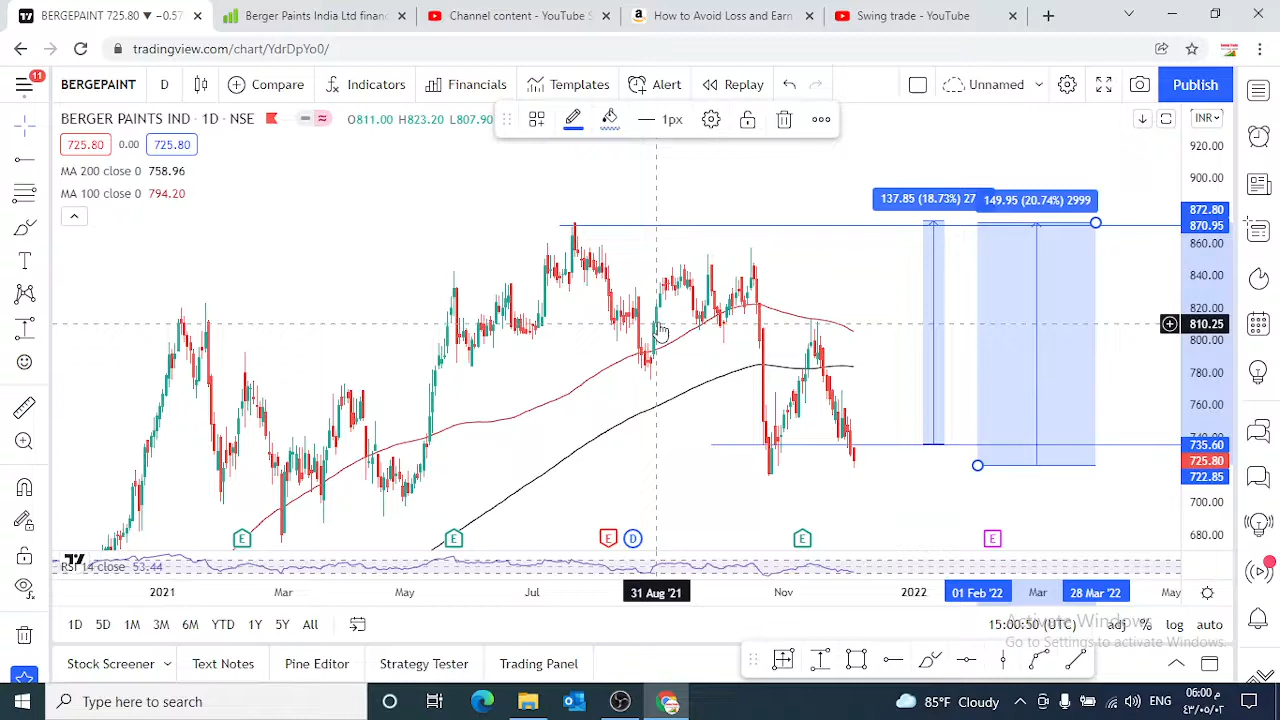 BERGEPAINT 725.80 ▼ −0.57
Berger Paints India Ltd financ
Channel content - YouTube S
How to Avoid Loss and Earn
Swing trade - YouTube
tradingview.com/chart/YdrDpYo0/
11
BERGEPAINT
D
Compare
Indicators
Financials
Templates
Alert
Replay
Unnamed
Publish
BERGER PAINTS IND · 1D · NSE
O811.00 H823.20 L807.90
1px
INR
725.80
0.00
725.80
MA 200 close 0 758.96
MA 100 close 0 794.20
920.00
900.00
137.85 (18.73%) 27
149.95 (20.74%) 2999
872.80
870.95
860.00
840.00
820.00
810.25
800.00
780.00
760.00
740.00
735.60
725.80
722.85
700.00
680.00
E
E
E
D
E
E
RSI 14 close 53.44
2021
Mar
May
Jul
31 Aug '21
Nov
2022
01 Feb '22
Mar
28 Mar '22
May
1D 5D 1M 3M 6M YTD 1Y 5Y All
15:00:50 (UTC)
adj % log auto
Activate Windows
Go to Settings to activate Windows.
Stock Screener
Text Notes
Pine Editor
Strategy Tester
Trading Panel
Type here to search
85°F Cloudy
ENG